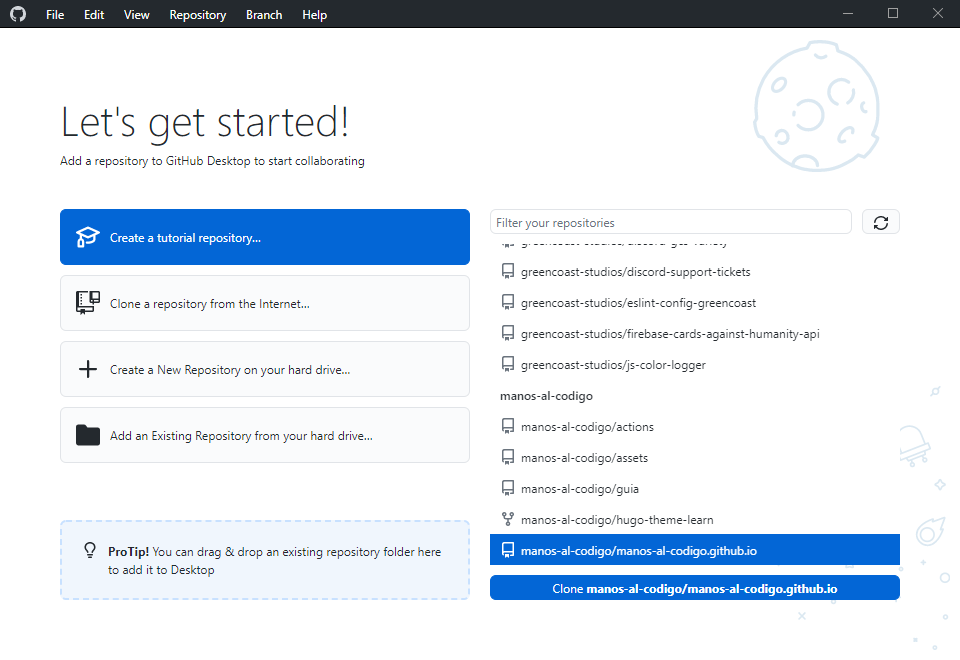 File Edit View Repository Branch Help
Let's get started!
Add a repository to GitHub Desktop to start collaborating
Create a tutorial repository...
Clone a repository from the Internet...
Create a New Repository on your hard drive...
Add an Existing Repository from your hard drive...
ProTip! You can drag & drop an existing repository folder here
to add it to Desktop
Filter your repositories
greencoast-studios/discord-support-tickets
greencoast-studios/eslint-config-greencoast
greencoast-studios/firebase-cards-against-humanity-api
greencoast-studios/js-color-logger
manos-al-codigo
manos-al-codigo/actions
manos-al-codigo/assets
manos-al-codigo/guia
manos-al-codigo/hugo-theme-learn
manos-al-codigo/manos-al-codigo.github.io
Clone manos-al-codigo/manos-al-codigo.github.io